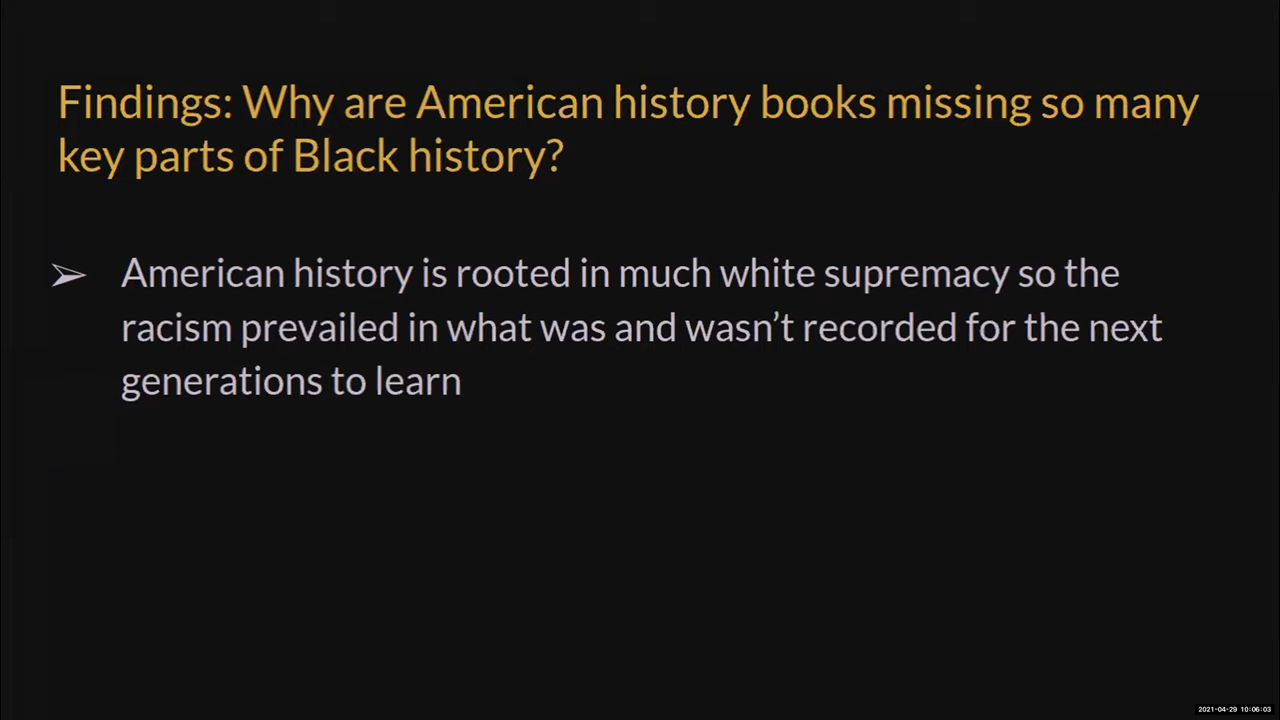 Findings: Why are American history books missing so many
key parts of Black history?
➢ American history is rooted in much white supremacy so the
racism prevailed in what was and wasn’t recorded for the next
generations to learn
2021-04-29 10:06:03